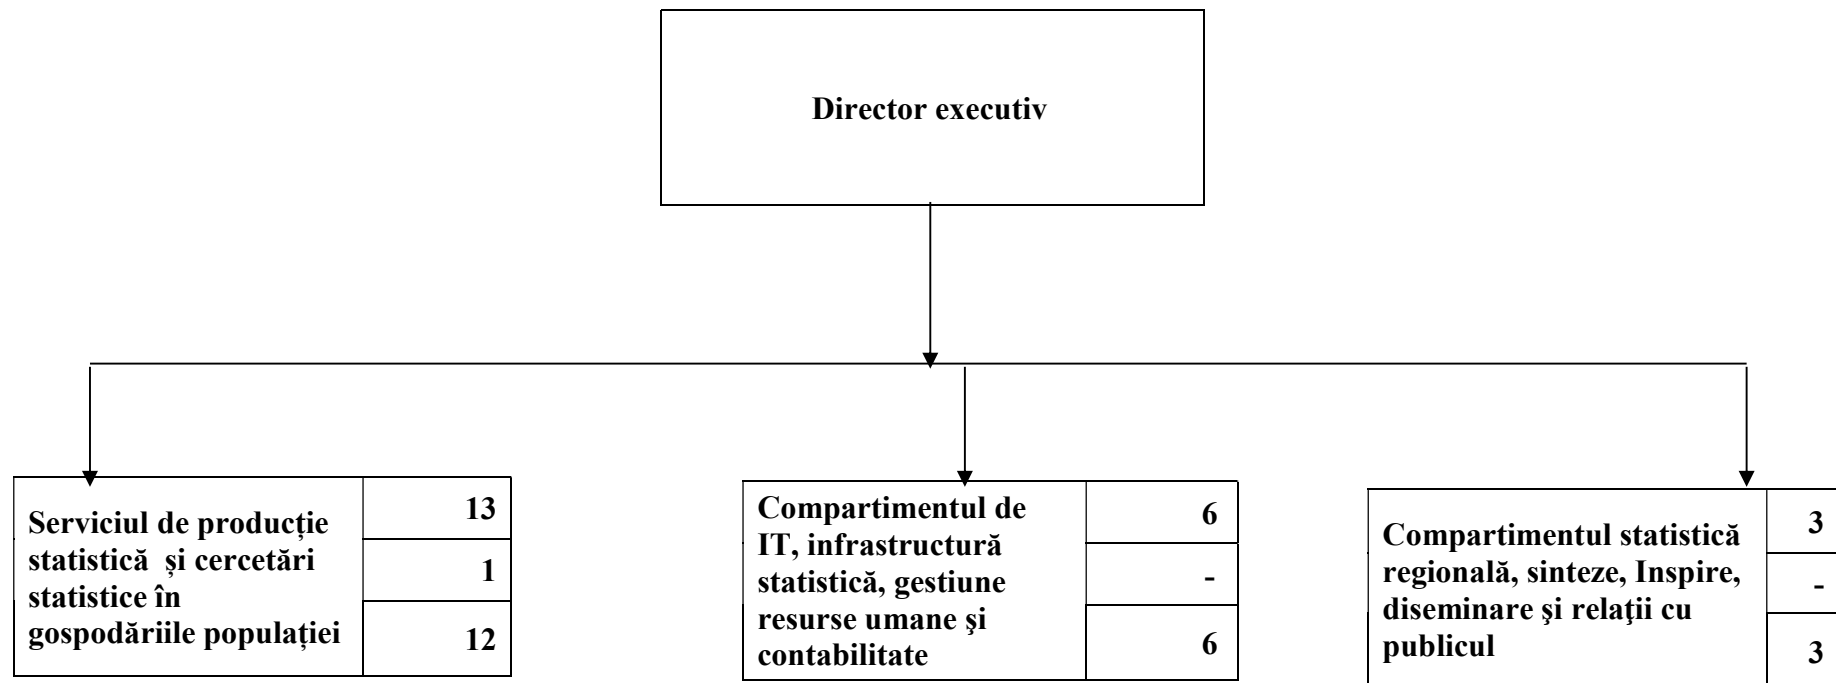 Director executiv
Serviciul de producție
statistică și cercetări
statistice în
gospodăriile populației
13
1
12
Compartimentul de
IT, infrastructură
statistică, gestiune
resurse umane şi
contabilitate
6
-
6
Compartimentul statistică
regională, sinteze, Inspire,
diseminare şi relaţii cu
publicul
3
-
3